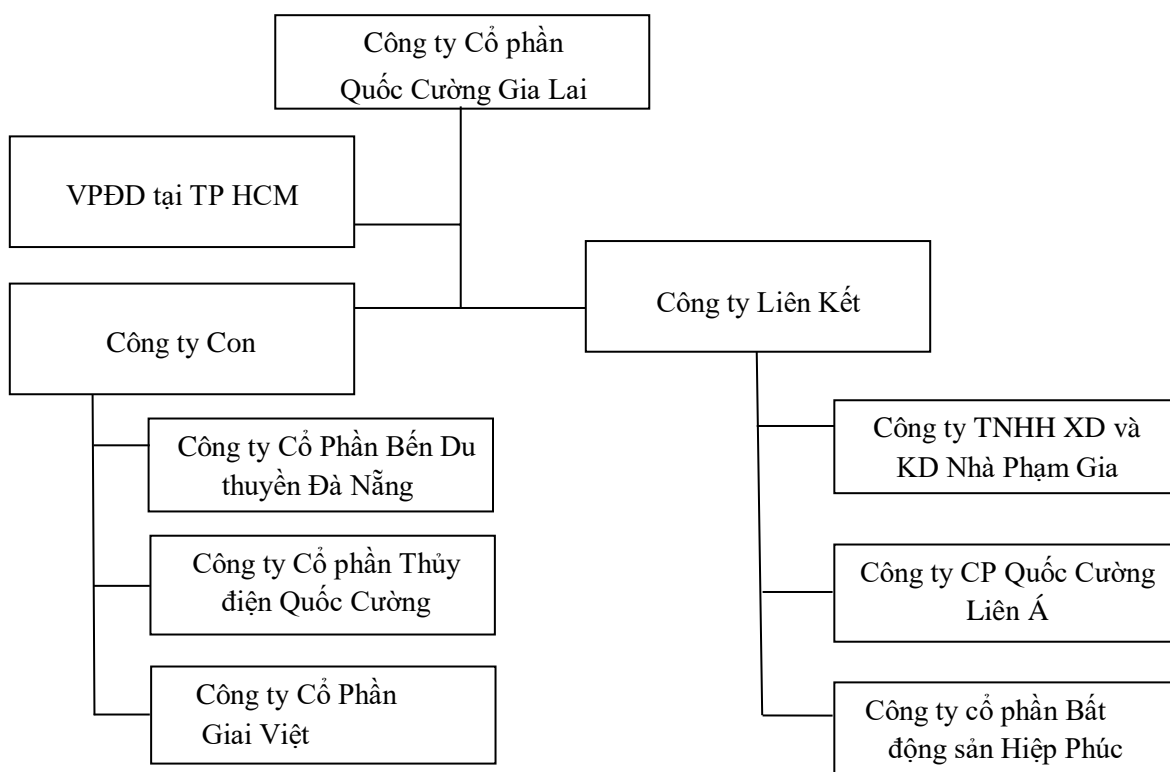 Công ty Cổ phần
Quốc Cường Gia Lai
VPĐD tại TP HCM
Công ty Liên Kết
Công ty Con
Công ty Cổ Phần Bến Du
thuyền Đà Nẵng
Công ty Cổ phần Thủy
điện Quốc Cường
Công ty Cổ Phần
Giai Việt
Công ty TNHH XD và
KD Nhà Phạm Gia
Công ty CP Quốc Cường
Liên Á
Công ty cổ phần Bất
động sản Hiệp Phúc